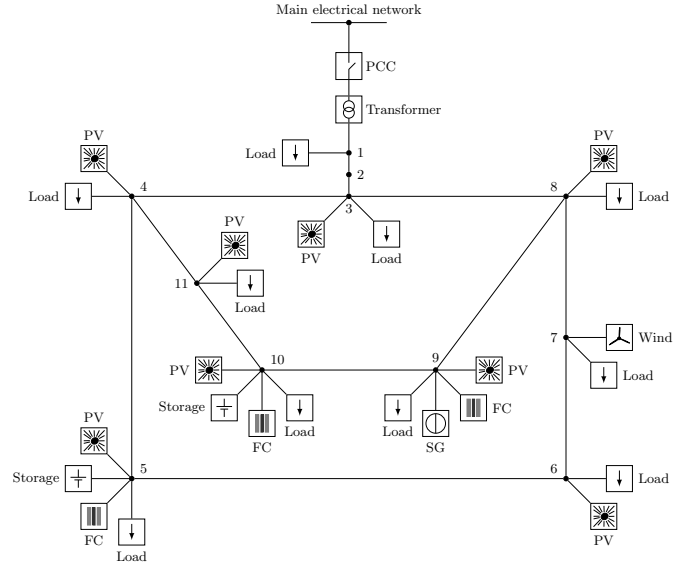 Main electrical network
PCC
Transformer
Load
1
2
PV
4
Load
3
PV
Load
8
PV
Load
PV
11
Load
7
Wind
Load
PV
10
Storage
FC
Load
9
PV
Load
SG
FC
PV
Storage
5
FC
Load
6
Load
PV